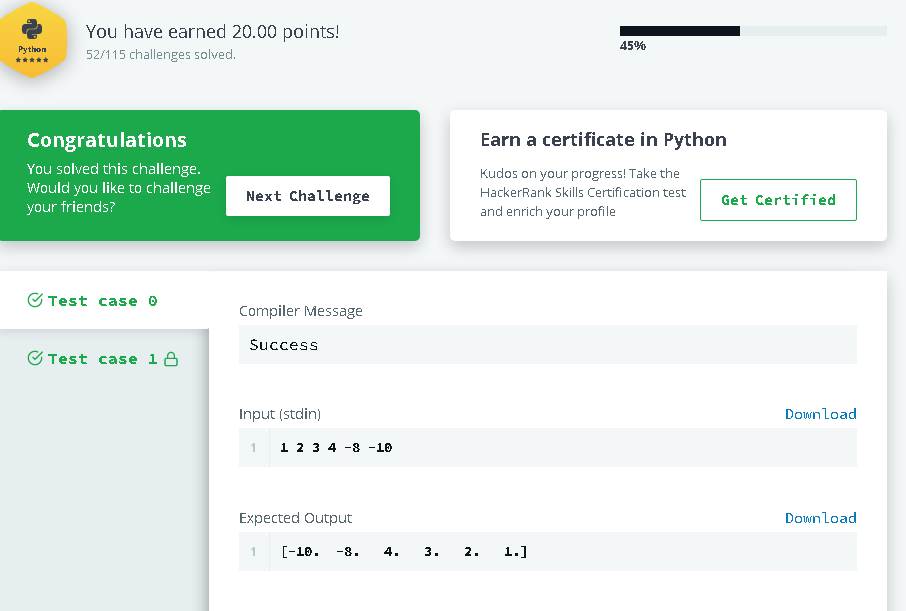 You have earned 20.00 points!
52/115 challenges solved.
Python
★★★★★
45%
Congratulations
You solved this challenge.
Would you like to challenge
your friends?
Next Challenge
Earn a certificate in Python
Kudos on your progress! Take the
HackerRank Skills Certification test
and enrich your profile
Get Certified
Test case 0
Test case 1
Compiler Message
Success
Input (stdin)
Download
1 1 2 3 4 -8 -10
Expected Output
Download
1 [-10.  -8.   4.   3.   2.   1.]